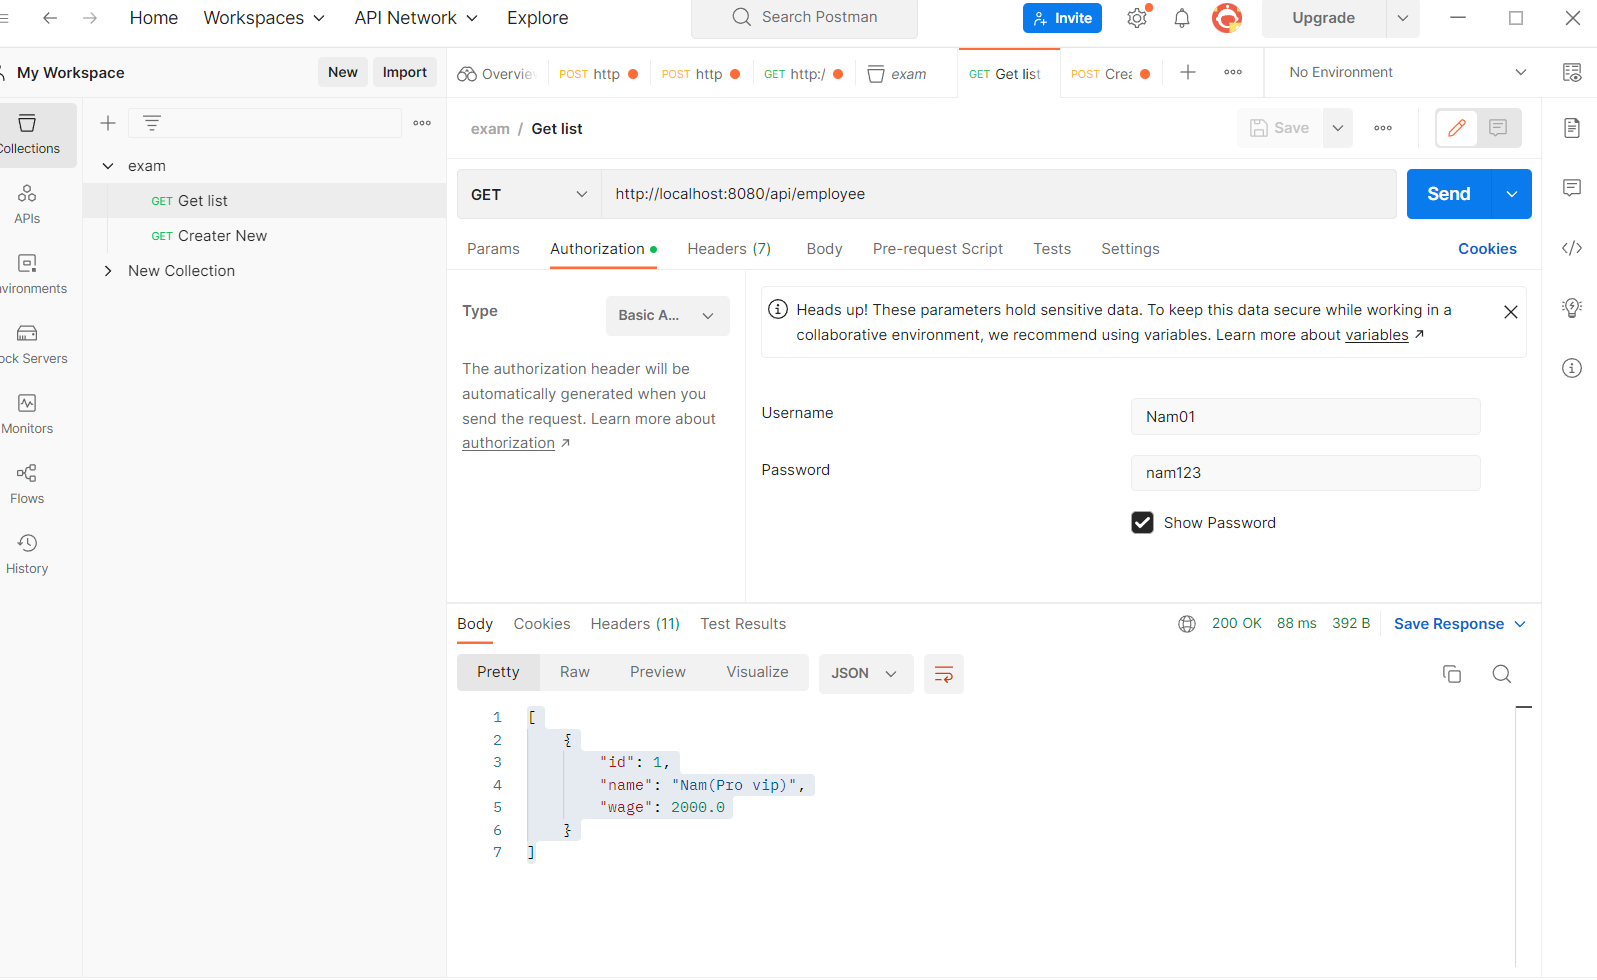 Home Workspaces API Network Explore Search Postman Invite Upgrade
My Workspace New Import Overvie POST http POST http GET http:/ exam GET Get list POST Crea No Environment
exam / Get list Save
Collections
exam
GET Get list
GET Creater New
New Collection
APIs
nvironments
ock Servers
Monitors
Flows
History
GET http://localhost:8080/api/employee Send
Params Authorization Headers (7) Body Pre-request Script Tests Settings Cookies
Type Basic A...
The authorization header will be
automatically generated when you
send the request. Learn more about
authorization ↗
Heads up! These parameters hold sensitive data. To keep this data secure while working in a
collaborative environment, we recommend using variables. Learn more about variables ↗
Username Nam01
Password nam123
Show Password
Body Cookies Headers (11) Test Results 200 OK 88 ms 392 B Save Response
Pretty Raw Preview Visualize JSON
1 [
2 {
3 "id": 1,
4 "name": "Nam(Pro vip)",
5 "wage": 2000.0
6 }
7 ]